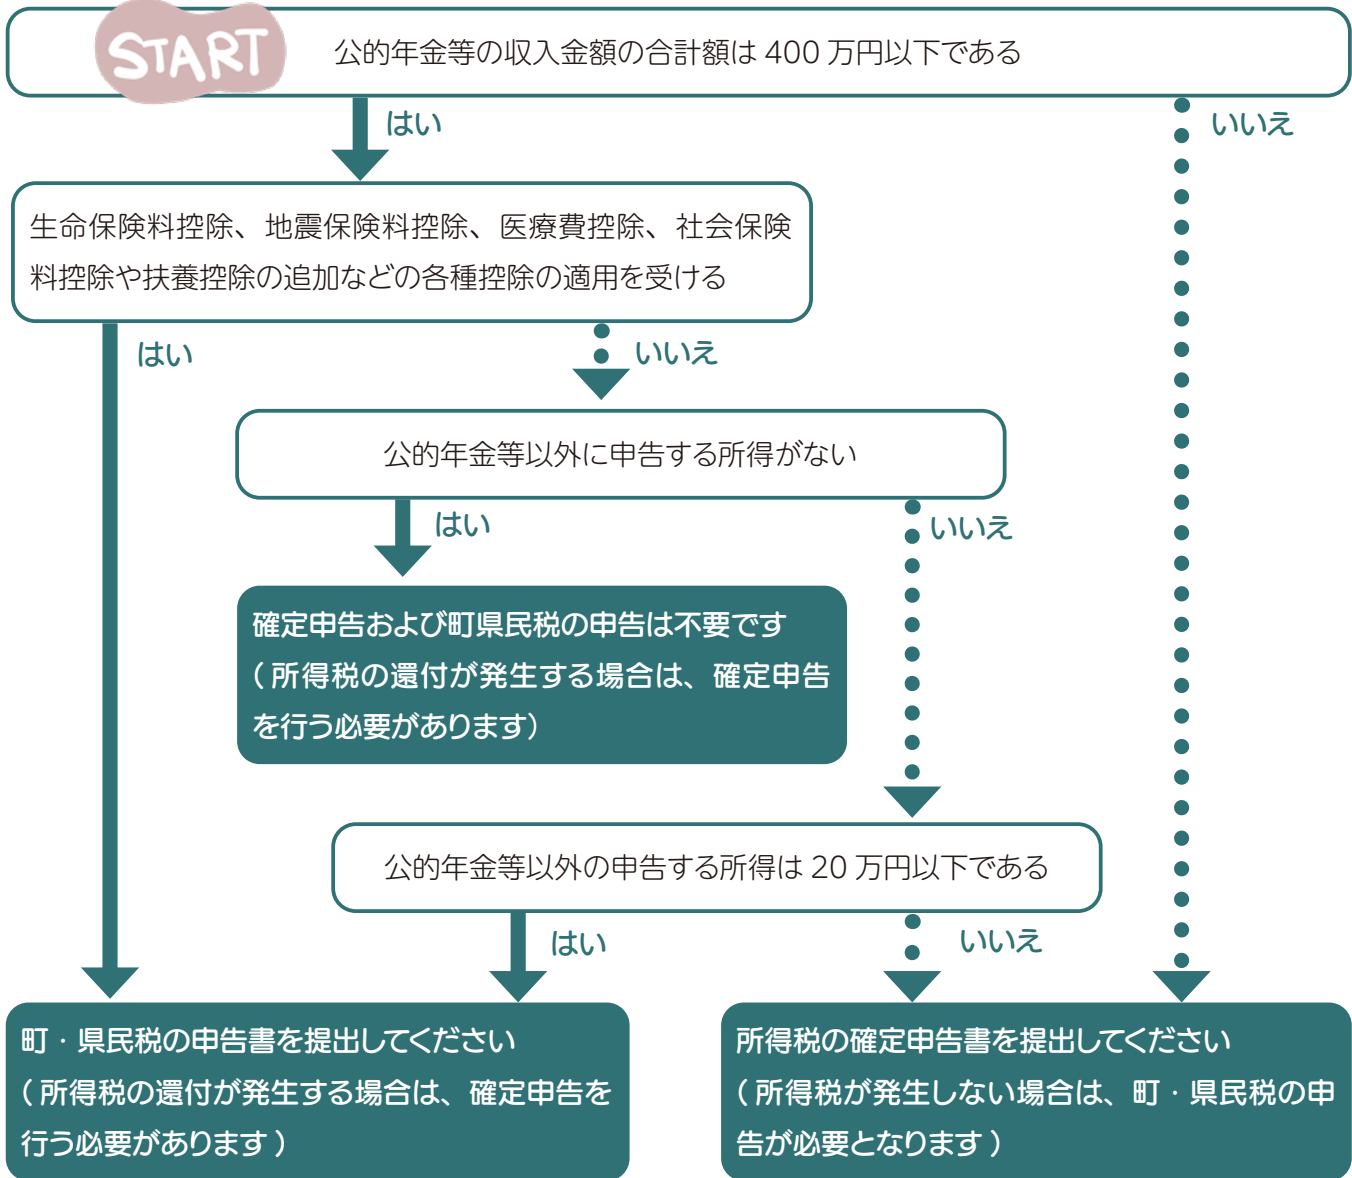 START
公的年金等の収入金額の合計額は 400 万円以下である
はい
いいえ
生命保険料控除、地震保険料控除、医療費控除、社会保険
料控除や扶養控除の追加などの各種控除の適用を受ける
はい
いいえ
公的年金等以外に申告する所得がない
はい
いいえ
確定申告および町県民税の申告は不要です
(所得税の還付が発生する場合は、確定申告
を行う必要があります)
公的年金等以外の申告する所得は 20 万円以下である
はい
いいえ
町・県民税の申告書を提出してください
(所得税の還付が発生する場合は、確定申告を
行う必要があります)
所得税の確定申告書を提出してください
(所得税が発生しない場合は、町・県民税の申
告が必要となります)